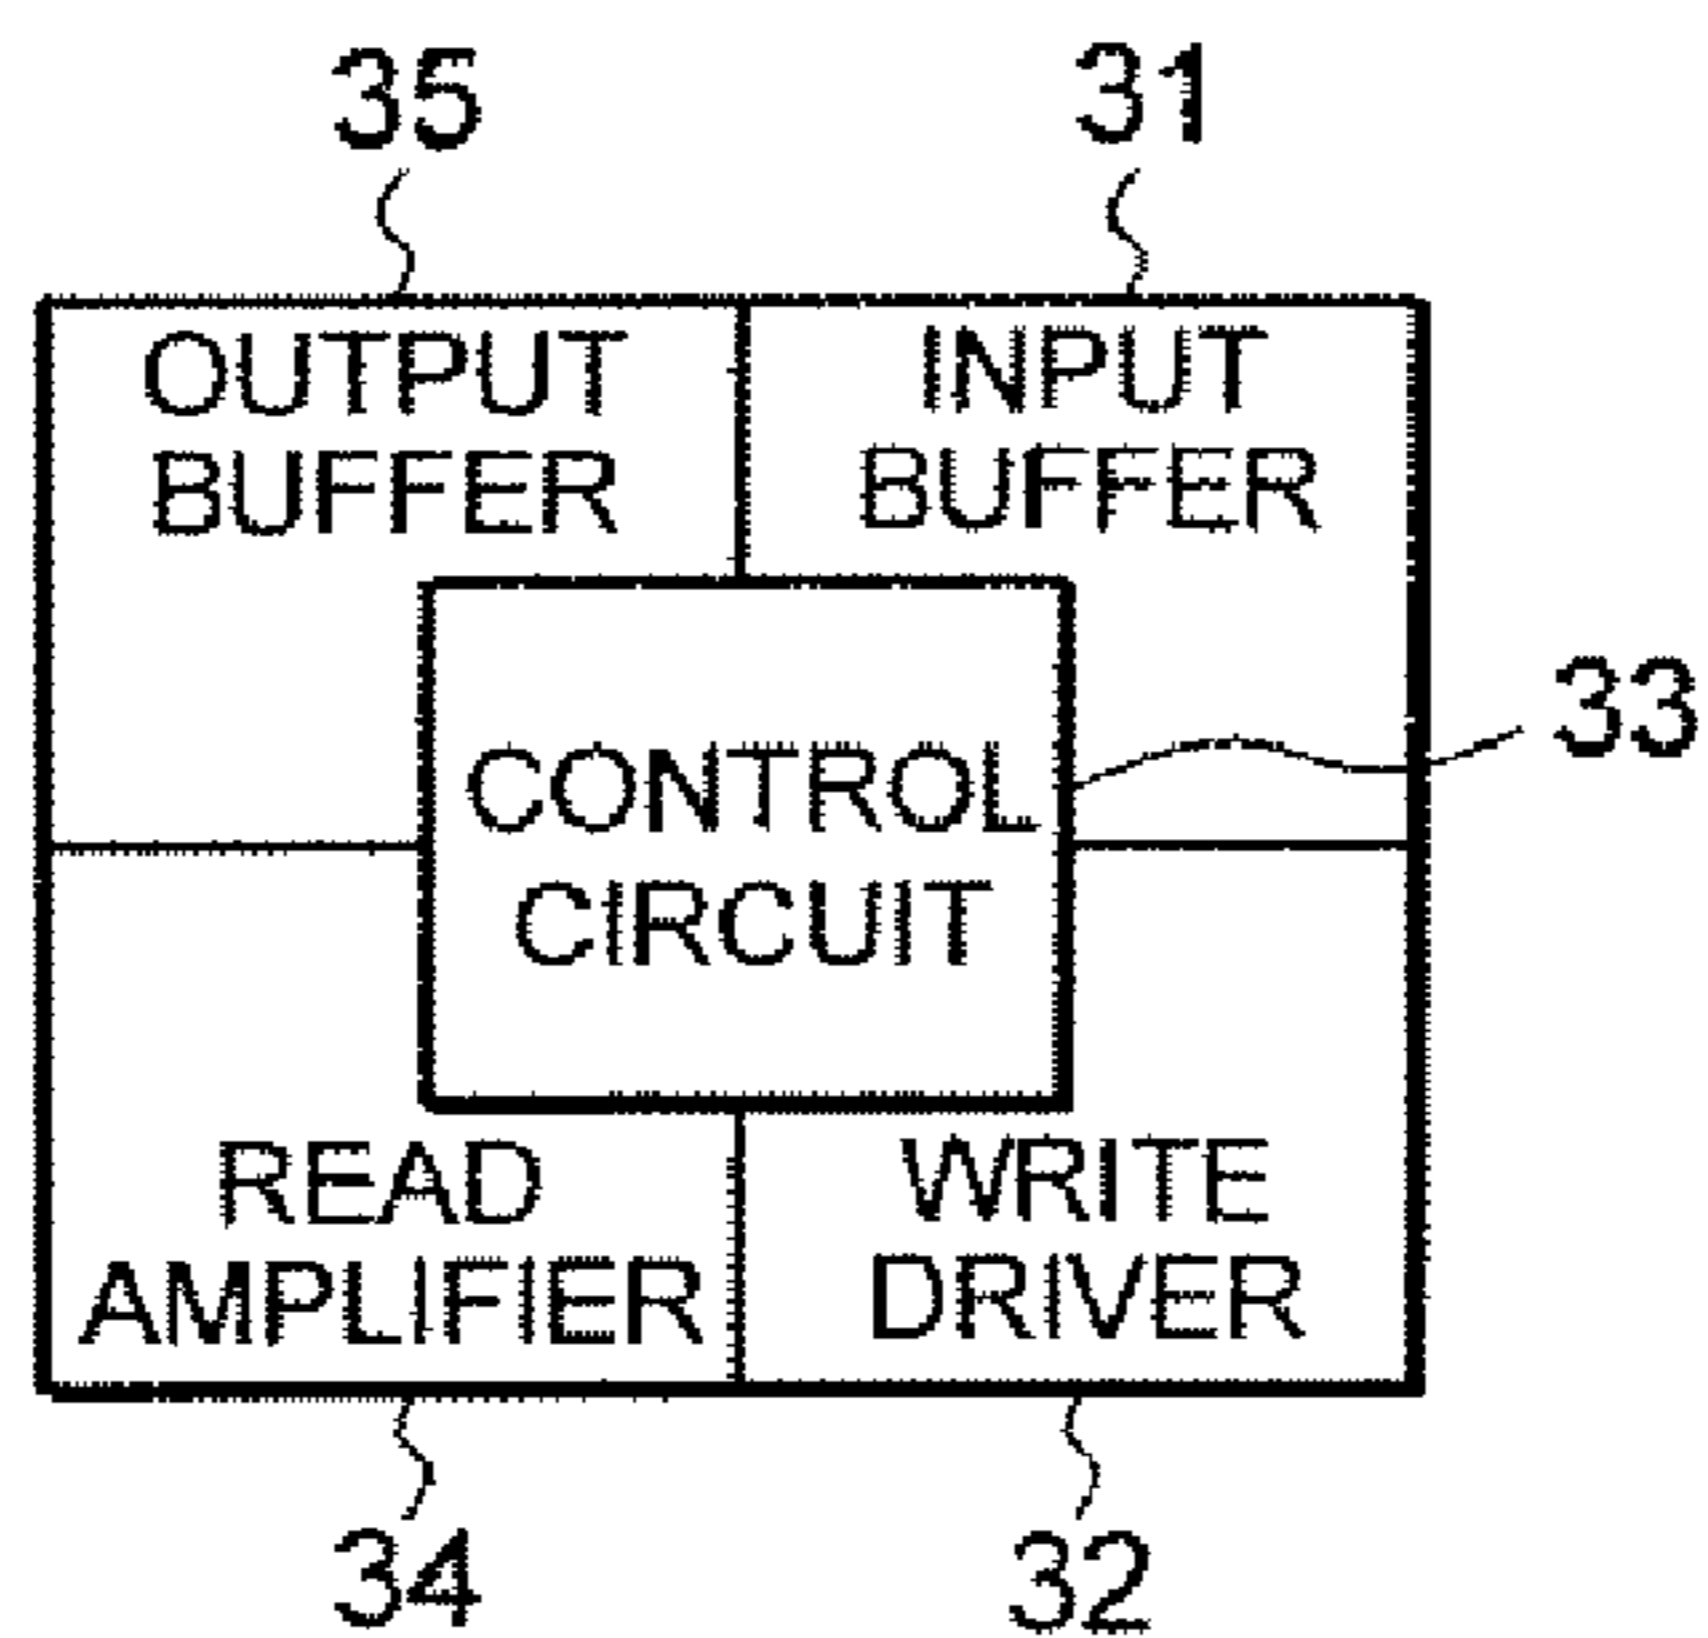 35
31
OUTPUT
BUFFER
INPUT
BUFFER
33
CONTROL
CIRCUIT
READ
AMPLIFIER
WRITE
DRIVER
34
32